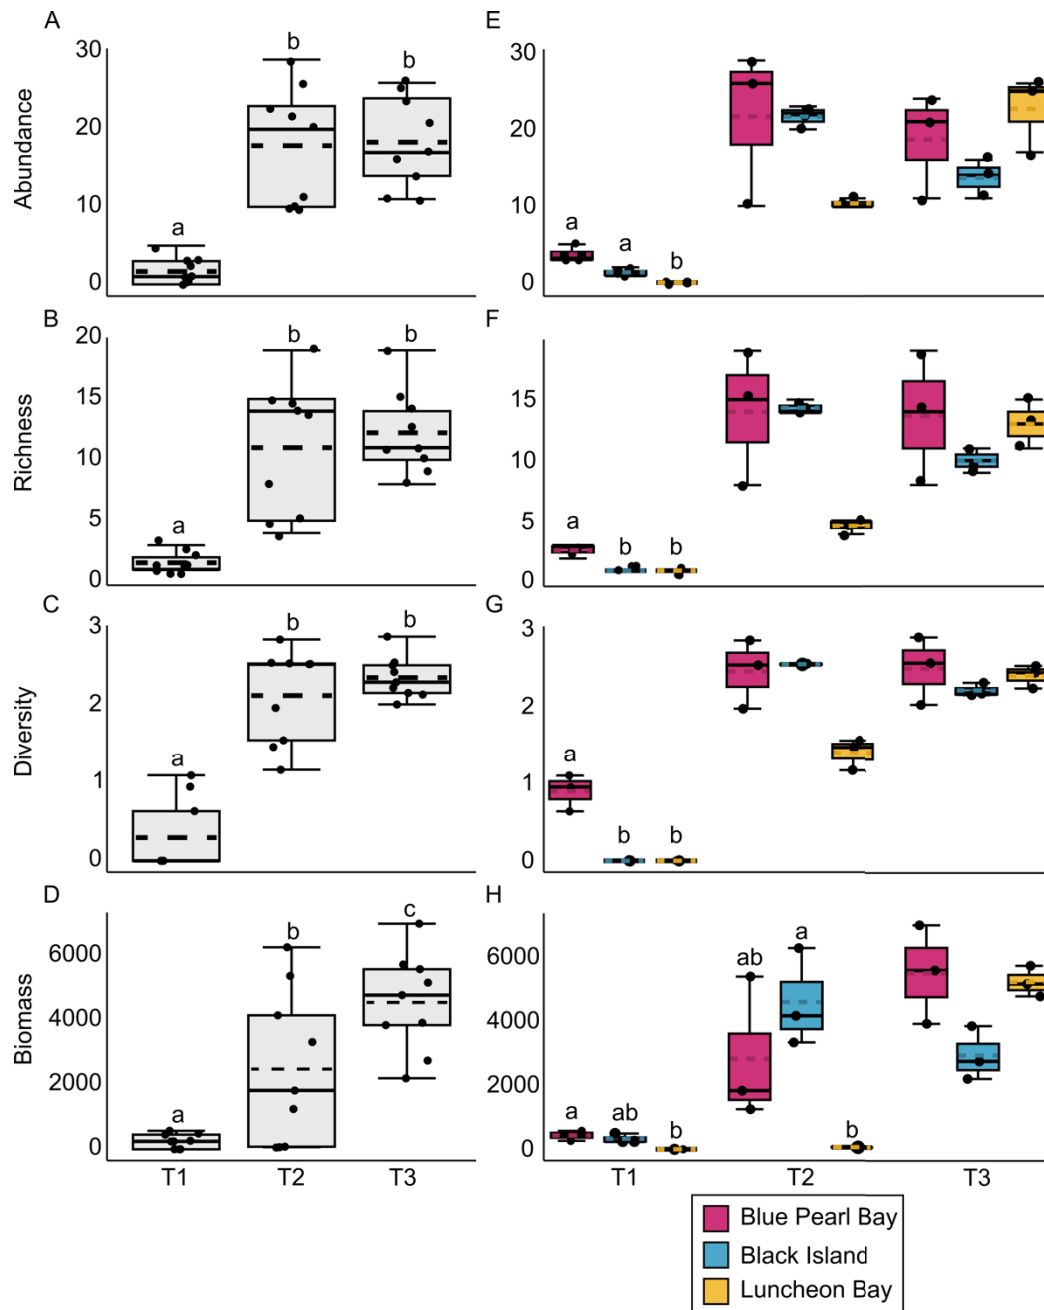 A
30
20
10
0
Abundance
a
b
b
E
30
20
10
0
a
a
b
B
20
15
10
5
0
Richness
a
b
b
F
15
10
5
0
a
b
b
C
3
2
1
0
Diversity
a
b
b
G
3
2
1
0
a
b
b
D
6000
4000
2000
0
Biomass
a
b
c
T1
T2
T3
H
6000
4000
2000
0
a
ab
b
ab
a
b
T1
T2
T3
Blue Pearl Bay
Black Island
Luncheon Bay